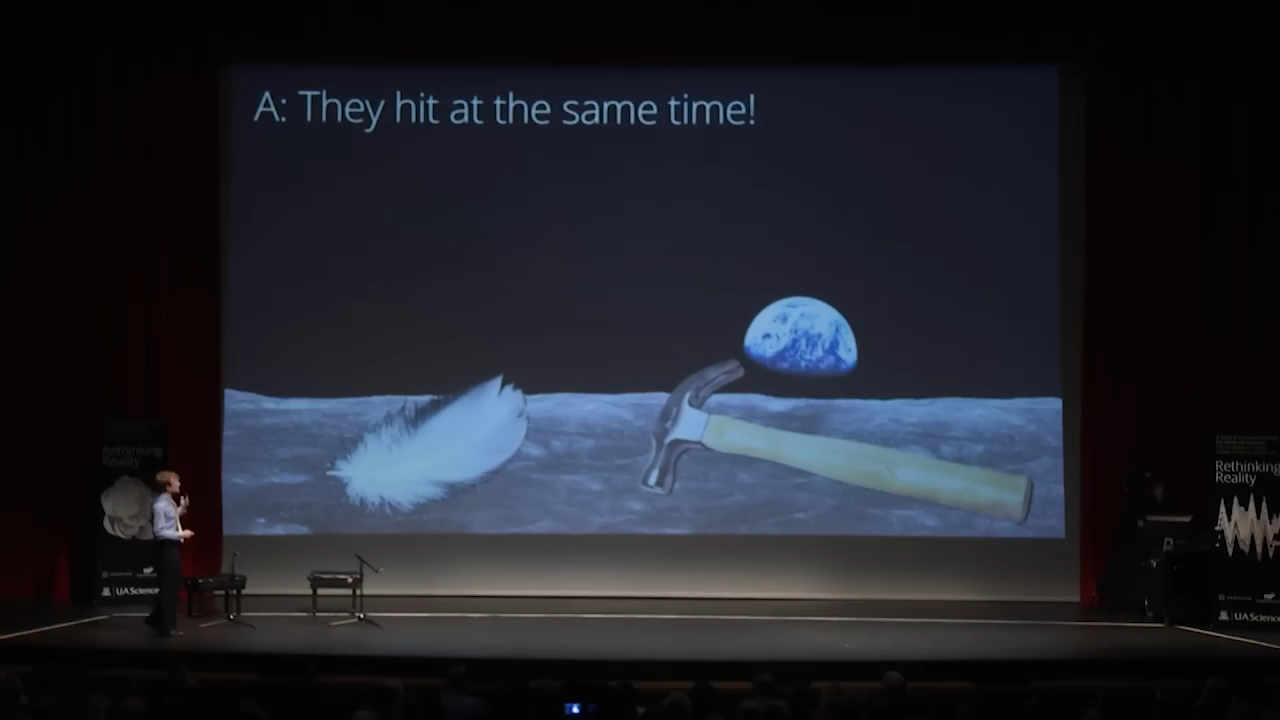 A: They hit at the same time!
Rethinking
Reality
UA Science
Rethinking
Reality
UA Science